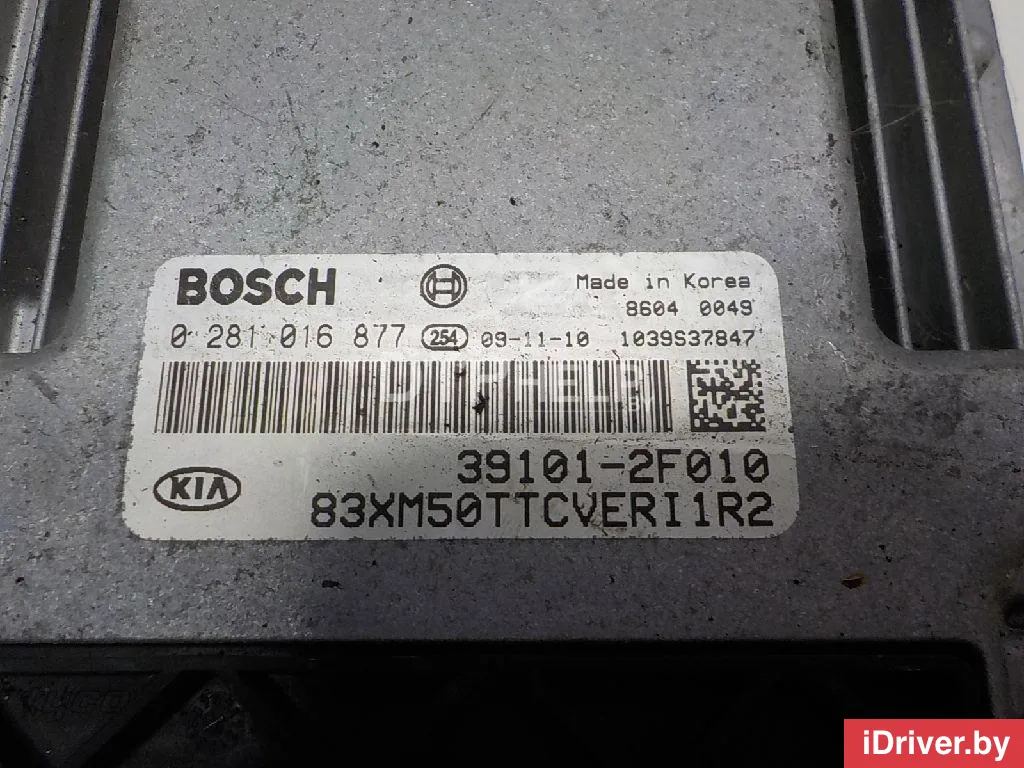 BOSCH
Made in Korea
8604 0049
0 281 016 877 254 09-11-10 1039S37847
39101-2F010
KIA
83XM50TTCVERI1R2
iDriver.by